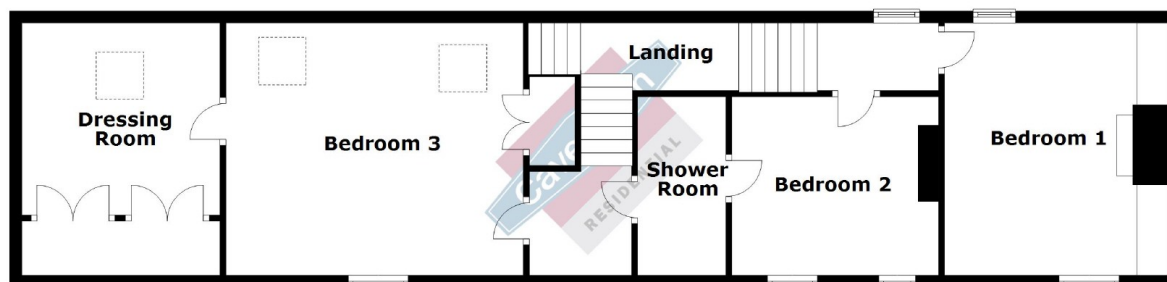 Landing
Dressing
Room
Bedroom 3
Shower
Room
Bedroom 2
Bedroom 1
RESIDENTIAL